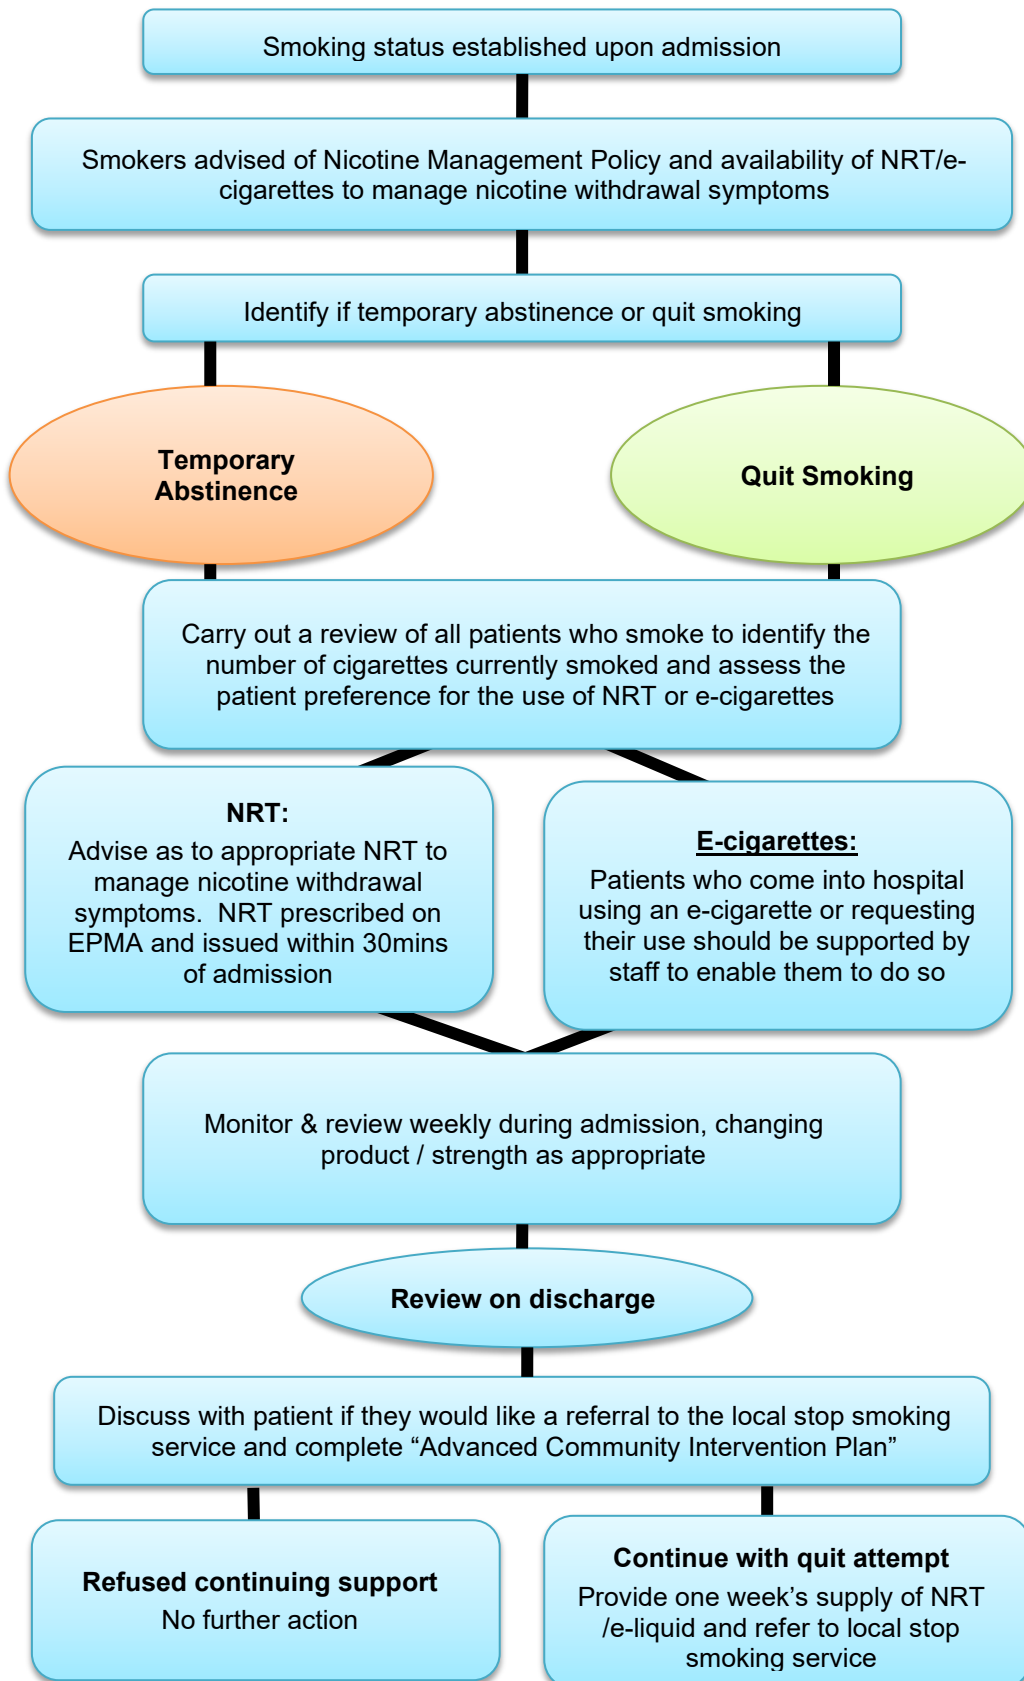 Smoking status established upon admission
Smokers advised of Nicotine Management Policy and availability of NRT/e-
cigarettes to manage nicotine withdrawal symptoms
Identify if temporary abstinence or quit smoking
Temporary
Abstinence
Quit Smoking
Carry out a review of all patients who smoke to identify the
number of cigarettes currently smoked and assess the
patient preference for the use of NRT or e-cigarettes
NRT:
Advise as to appropriate NRT to
manage nicotine withdrawal
symptoms.  NRT prescribed on
EPMA and issued within 30mins
of admission
E-cigarettes:
Patients who come into hospital
using an e-cigarette or requesting
their use should be supported by
staff to enable them to do so
Monitor & review weekly during admission, changing
product / strength as appropriate
Review on discharge
Discuss with patient if they would like a referral to the local stop smoking
service and complete “Advanced Community Intervention Plan”
Refused continuing support
No further action
Continue with quit attempt
Provide one week’s supply of NRT
/e-liquid and refer to local stop
smoking service